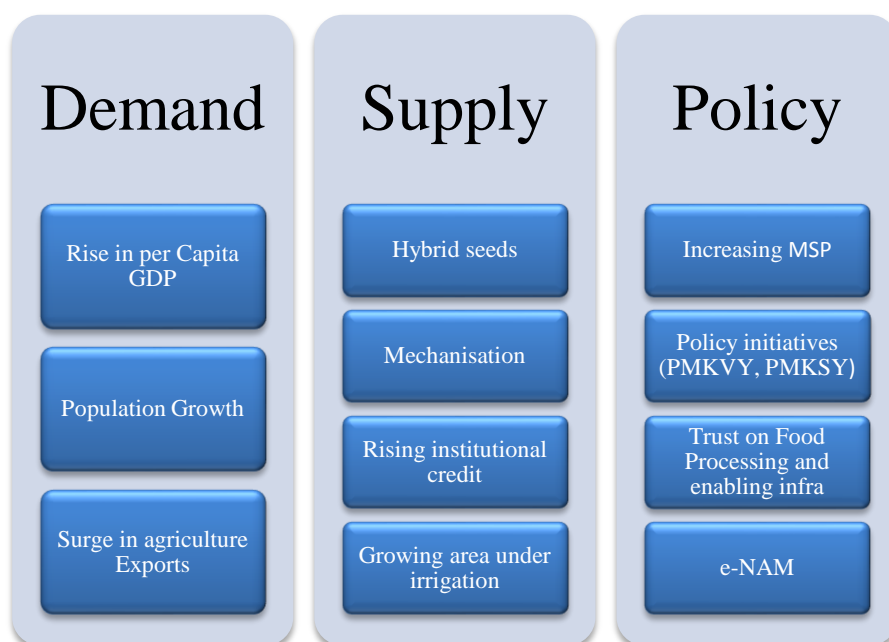 Demand
Rise in per Capita
GDP
Population Growth
Surge in agriculture
Exports
Supply
Hybrid seeds
Mechanisation
Rising institutional
credit
Growing area under
irrigation
Policy
Increasing MSP
Policy initiatives
(PMKVY, PMKSY)
Trust on Food
Processing and
enabling infra
e-NAM